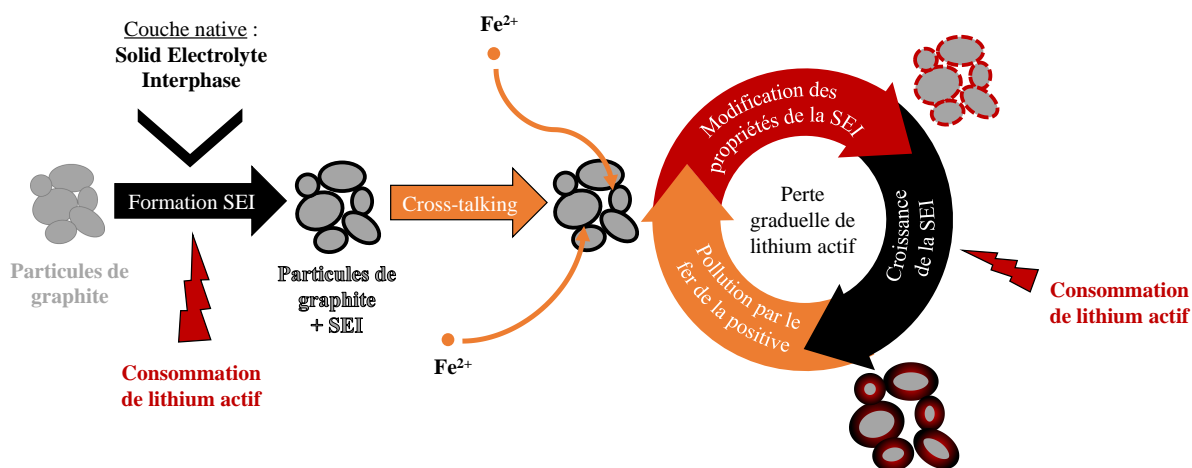 Couche native :
Solid Electrolyte
Interphase
Formation SEI
Particules de
graphite
Consommation
de lithium actif
Particules de
graphite
+ SEI
Cross-talking
Fe²⁺
Fe²⁺
Modification des
propriétés de la SEI
Perte
graduelle de
lithium actif
Croissance
de la SEI
Pollution par le
fer de la positive
Consommation
de lithium actif